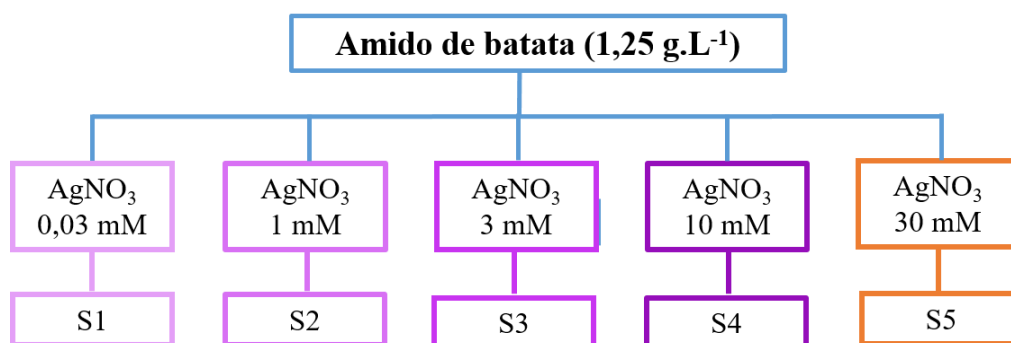 Amido de batata (1,25 g.L⁻¹)
AgNO₃
0,03 mM
AgNO₃
1 mM
AgNO₃
3 mM
AgNO₃
10 mM
AgNO₃
30 mM
S1
S2
S3
S4
S5